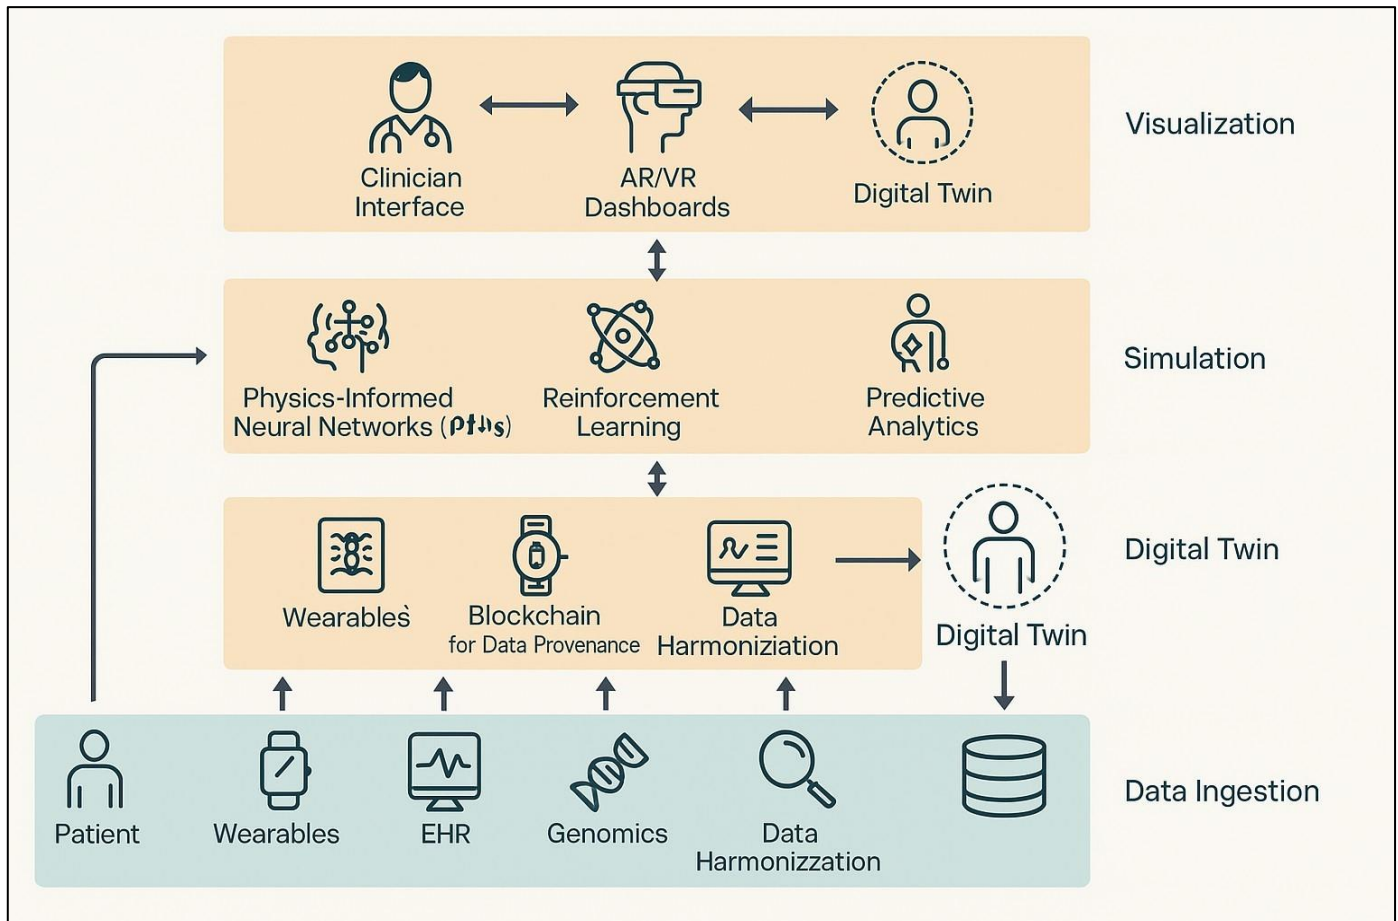 Clinician
Interface
AR/VR
Dashboards
Digital Twin
Visualization
Physics-Informed
Neural Networks (
Reinforcement
Learning
Predictive
Analytics
Simulation
Wearables`
Blockchain
for Data Provenance
Data
Harmoniziation
Digital Twin
Digital Twin
Patient
Wearables
EHR
Genomics
Data
Harmonizzation
Data Ingestion